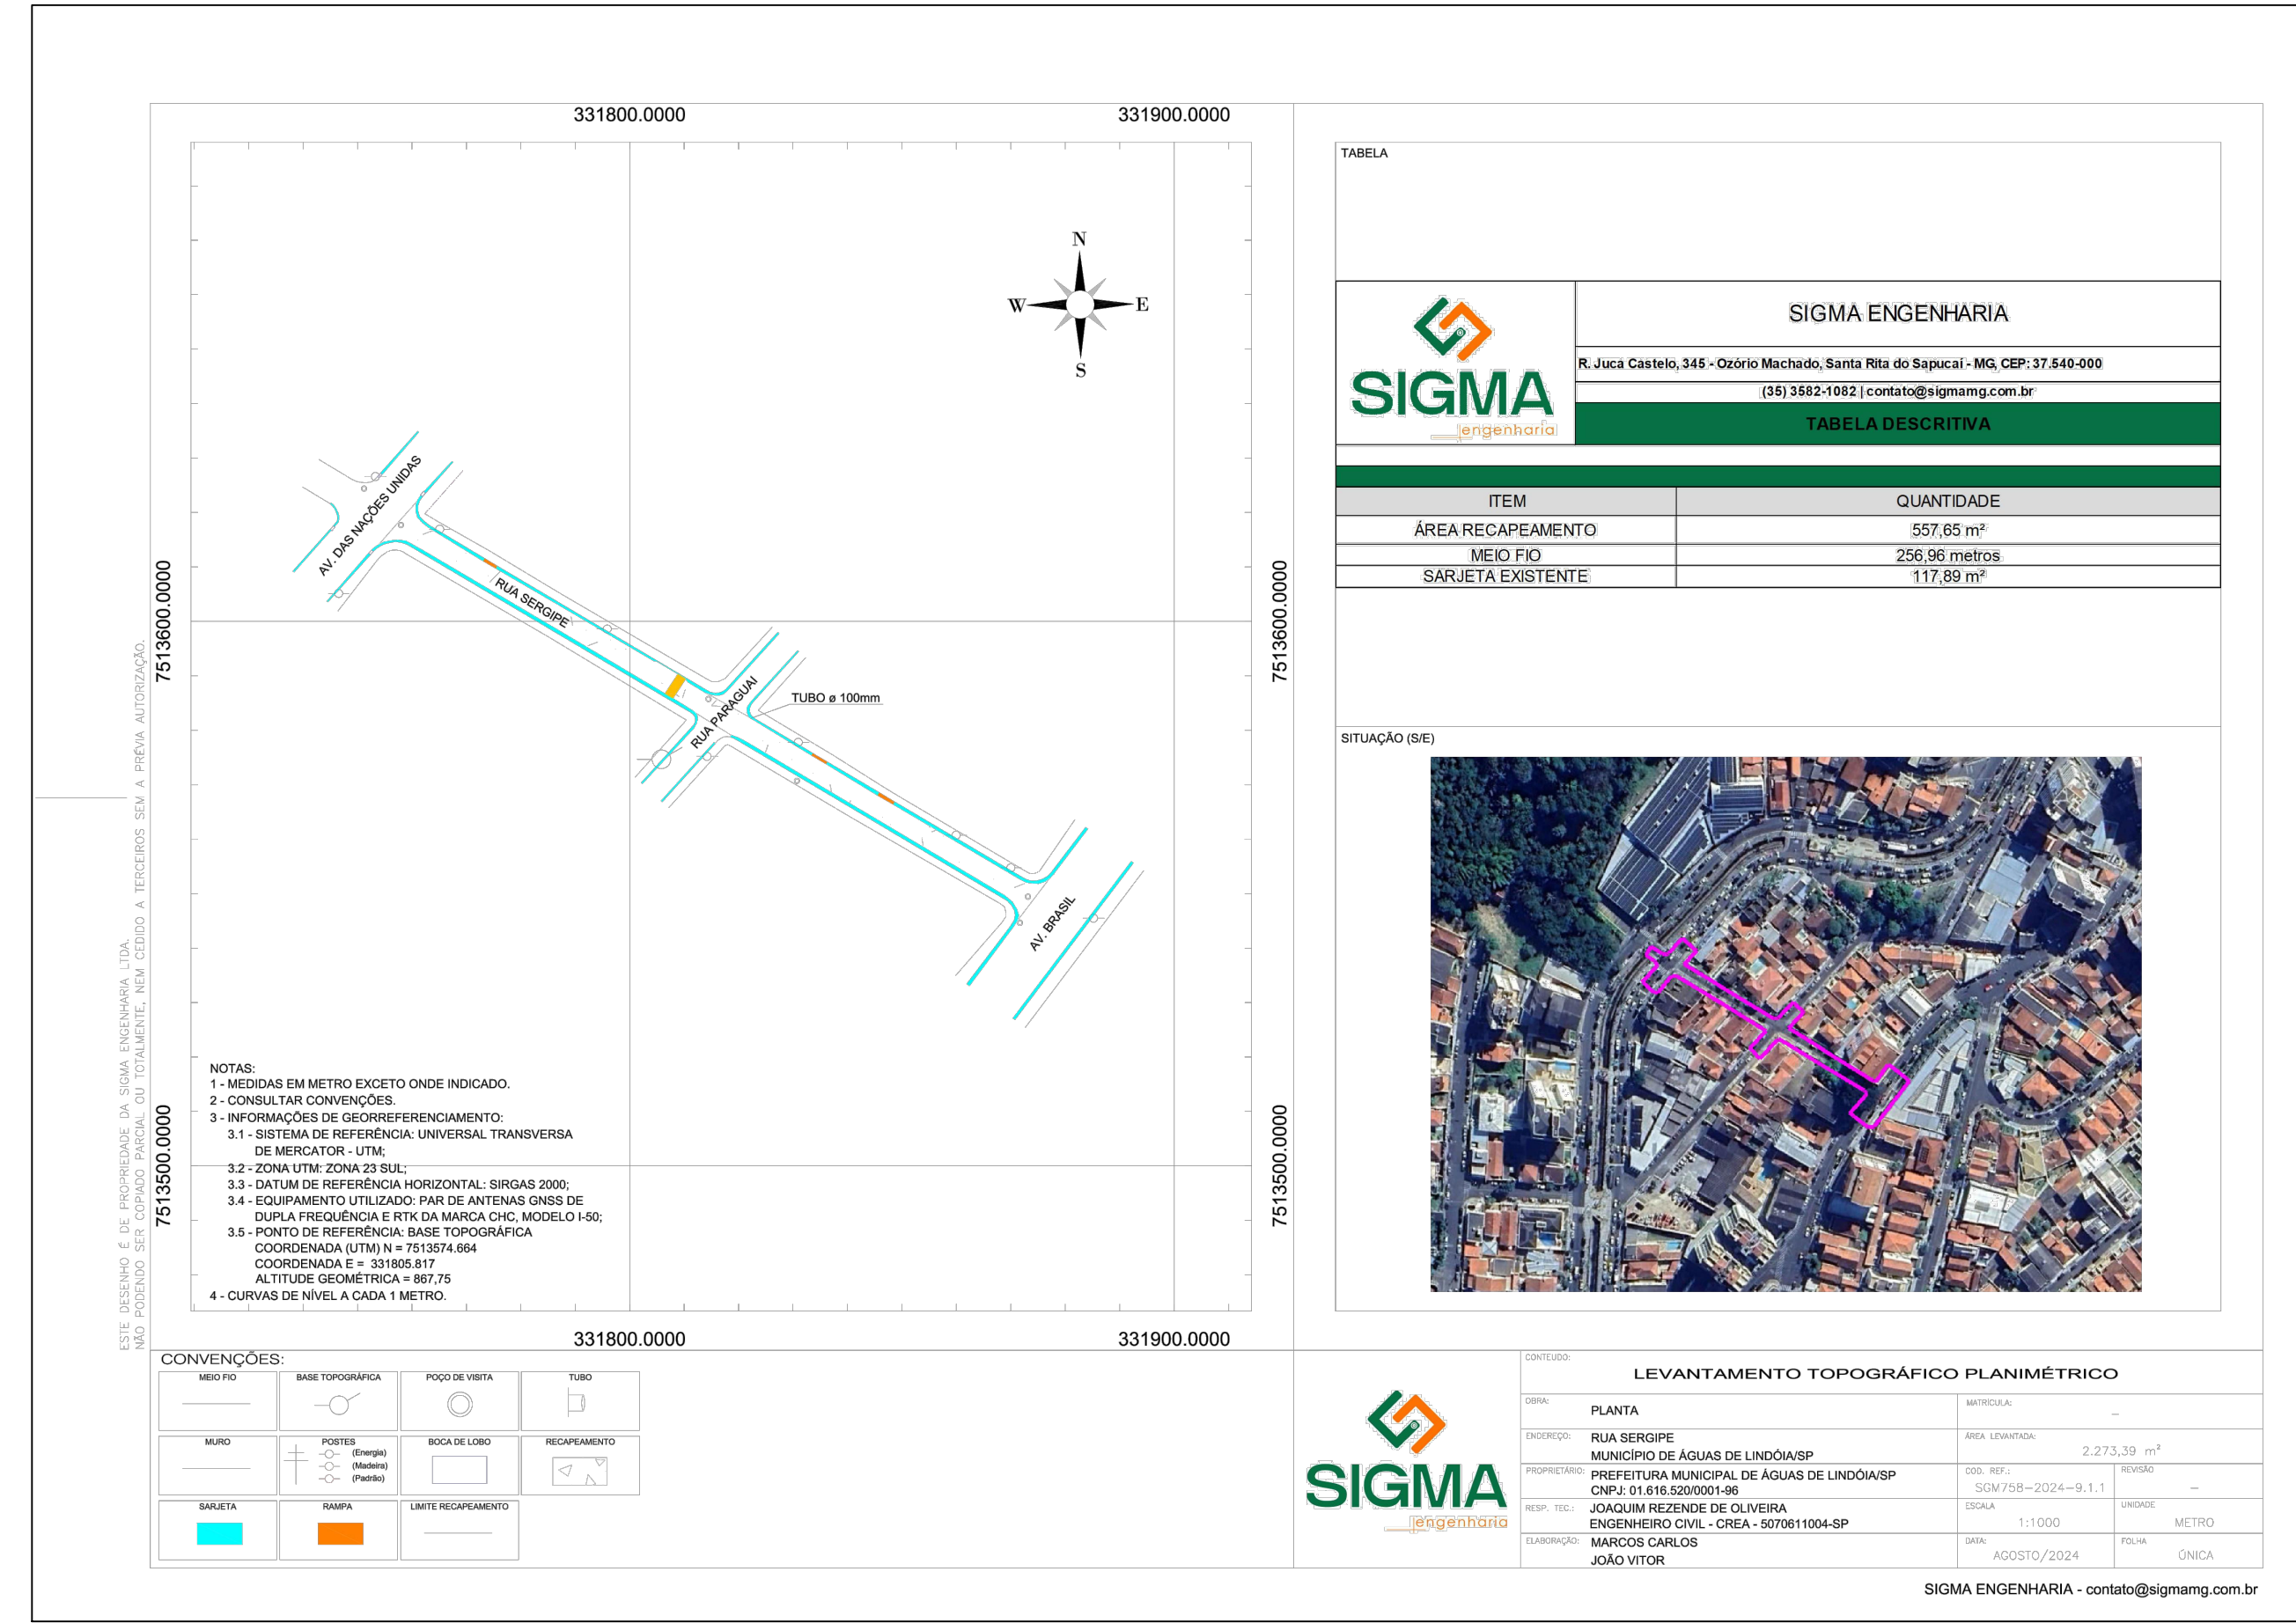 331800.0000
331900.0000
7513600.0000
7513500.0000
7513600.0000
7513500.0000
331800.0000
331900.0000
N
W
E
S
AV. DAS NAÇÕES UNIDAS
RUA SERGIPE
RUA PARAGUAI
TUBO ø 100mm
AV. BRASIL
NOTAS:
1 - MEDIDAS EM METRO EXCETO ONDE INDICADO.
2 - CONSULTAR CONVENÇÕES.
3 - INFORMAÇÕES DE GEORREFERENCIAMENTO:
3.1 - SISTEMA DE REFERÊNCIA: UNIVERSAL TRANSVERSA
DE MERCATOR - UTM;
3.2 - ZONA UTM: ZONA 23 SUL;
3.3 - DATUM DE REFERÊNCIA HORIZONTAL: SIRGAS 2000;
3.4 - EQUIPAMENTO UTILIZADO: PAR DE ANTENAS GNSS DE
DUPLA FREQUÊNCIA E RTK DA MARCA CHC, MODELO I-50;
3.5 - PONTO DE REFERÊNCIA: BASE TOPOGRÁFICA
COORDENADA (UTM) N = 7513574.664
COORDENADA E = 331805.817
ALTITUDE GEOMÉTRICA = 867,75
4 - CURVAS DE NÍVEL A CADA 1 METRO.
ESTE DESENHO É DE PROPRIEDADE DA SIGMA ENGENHARIA LTDA.
NÃO PODENDO SER COPIADO PARCIAL OU TOTALMENTE, NEM CEDIDO A TERCEIROS SEM A PRÉVIA AUTORIZAÇÃO.
TABELA
SIGMA
engenharia
SIGMA ENGENHARIA
R. Juca Castelo, 345 - Ozório Machado, Santa Rita do Sapucaí - MG, CEP: 37.540-000
(35) 3582-1082 | contato@sigmamg.com.br
TABELA DESCRITIVA
ITEM QUANTIDADE
ÁREA RECAPEAMENTO 557,65 m²
MEIO FIO 256,96 metros
SARJETA EXISTENTE 117,89 m²
SITUAÇÃO (S/E)
CONVENÇÕES:
MEIO FIO
BASE TOPOGRÁFICA
POÇO DE VISITA
TUBO
MURO
POSTES
(Energia)
(Madeira)
(Padrão)
BOCA DE LOBO
RECAPEAMENTO
SARJETA
RAMPA
LIMITE RECAPEAMENTO
SIGMA
engenharia
CONTEUDO:
LEVANTAMENTO TOPOGRÁFICO PLANIMÉTRICO
OBRA: PLANTA
MATRÍCULA: –
ENDEREÇO: RUA SERGIPE
MUNICÍPIO DE ÁGUAS DE LINDÓIA/SP
ÁREA LEVANTADA:
2.273,39 m²
PROPRIETÁRIO: PREFEITURA MUNICIPAL DE ÁGUAS DE LINDÓIA/SP
CNPJ: 01.616.520/0001-96
COD. REF.:
SGM758-2024-9.1.1
REVISÃO
–
RESP. TEC.: JOAQUIM REZENDE DE OLIVEIRA
ENGENHEIRO CIVIL - CREA - 5070611004-SP
ESCALA
1:1000
UNIDADE
METRO
ELABORAÇÃO: MARCOS CARLOS
JOÃO VITOR
DATA:
AGOSTO/2024
FOLHA
ÚNICA
SIGMA ENGENHARIA - contato@sigmamg.com.br